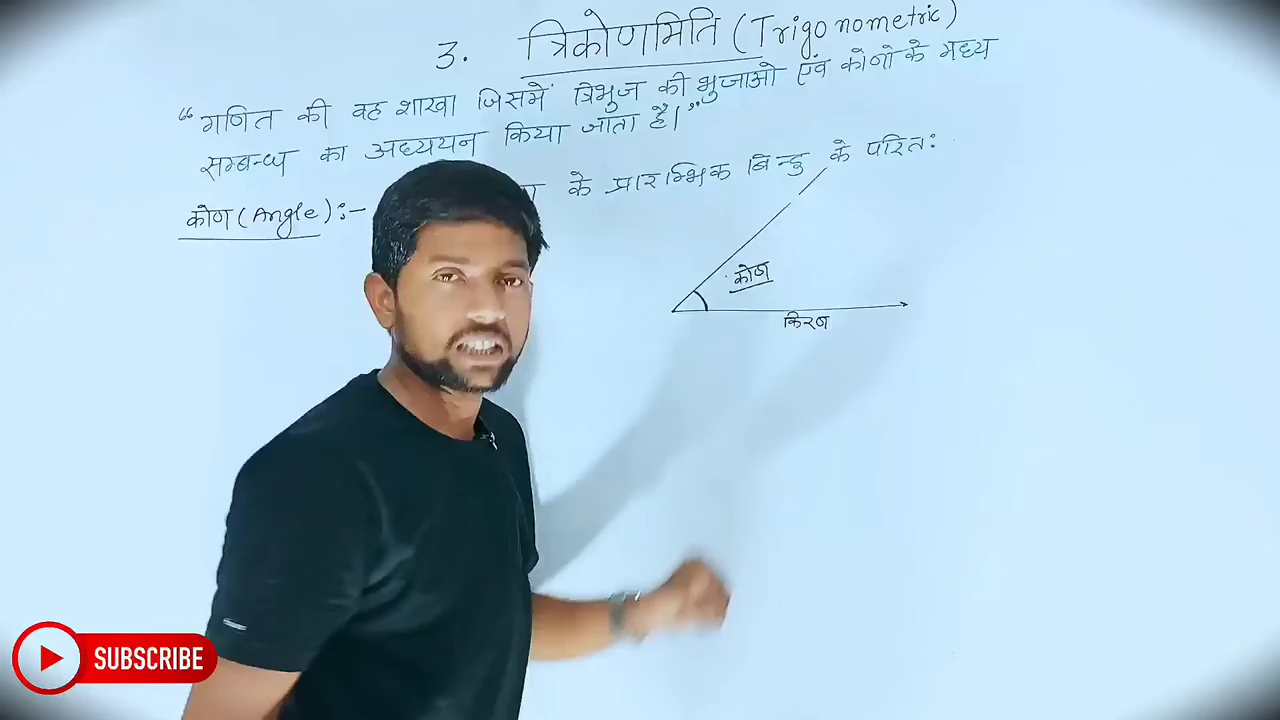 3. त्रिकोणमिति (Trigonometric)
“गणित की वह शाखा जिसमें त्रिभुज की भुजाओ एवं कोणो के मध्य
सम्बन्ध का अध्ययन किया जाता है।”
कोण (Angle) :- के प्रारम्भिक बिन्दु के परितः
कोण
किरण
SUBSCRIBE